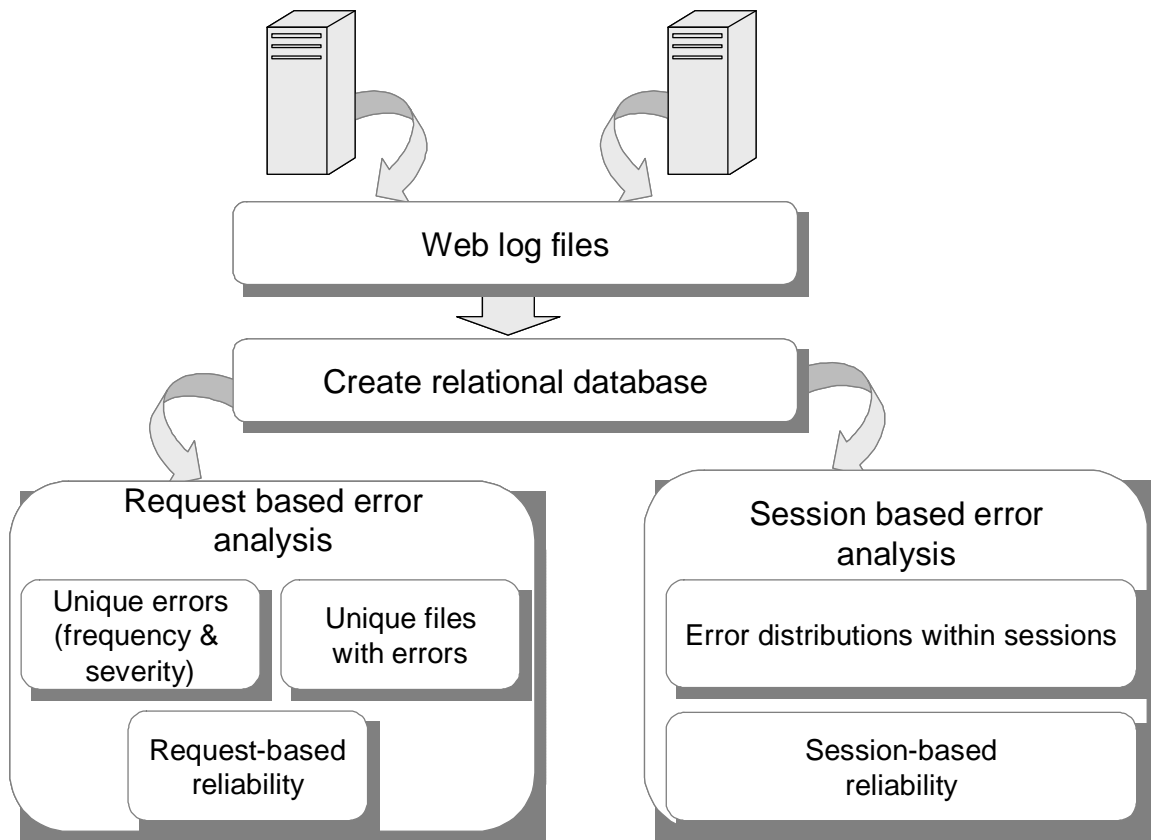 Web log files
Create relational database
Request based error
analysis
Unique errors
(frequency &
severity)
Unique files
with errors
Request-based
reliability
Session based error
analysis
Error distributions within sessions
Session-based
reliability